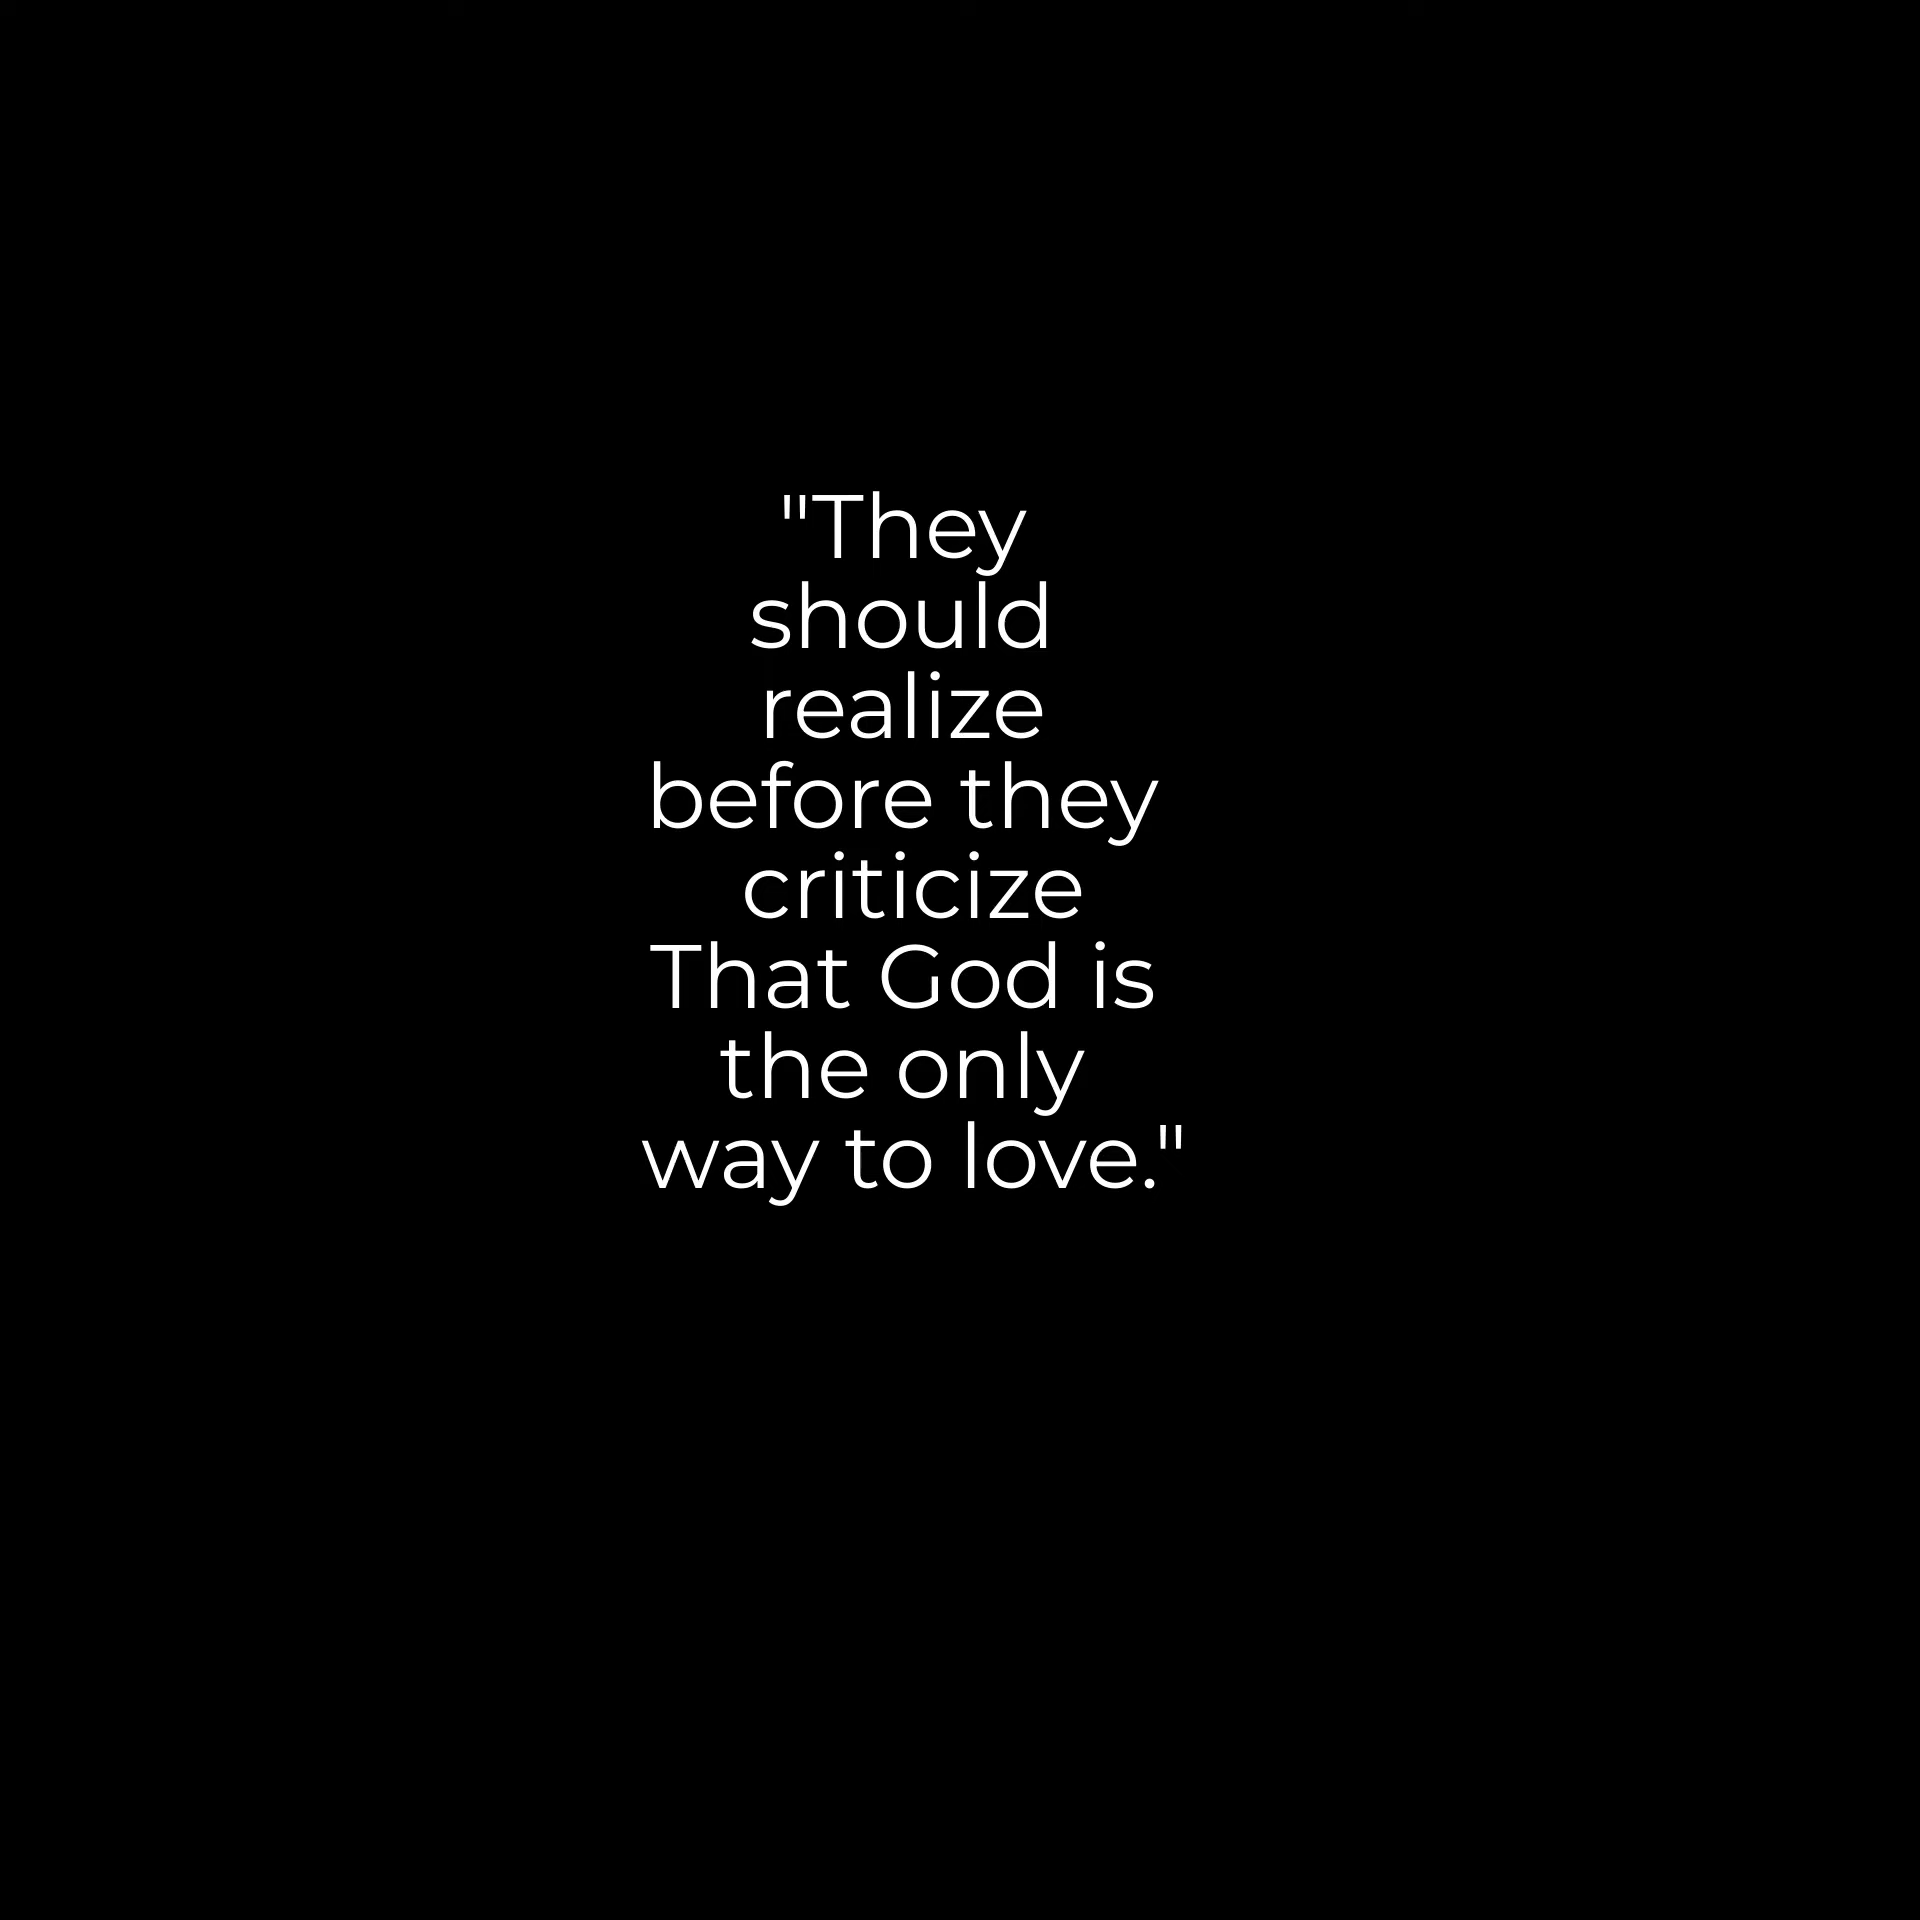 "They
should
realize
before they
criticize
That God is
the only
way to love."